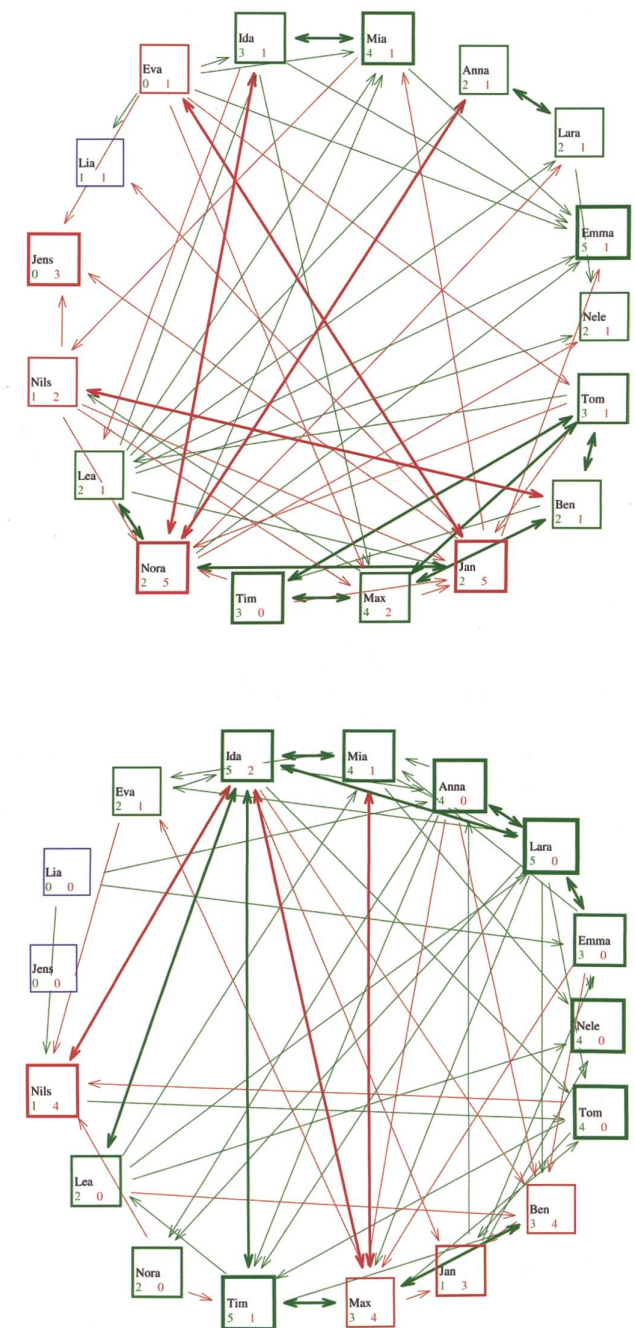 Ida
3 1
Mia
4 1
Eva
0 1
Anna
2 1
Lara
2 1
Lia
1 1
Emma
5 1
Jens
0 3
Nele
2 1
Nils
1 2
Tom
3 1
Lea
2 1
Ben
2 1
Nora
2 5
Tim
3 0
Max
4 2
Jan
2 5
Ida
5 2
Mia
4 1
Eva
2 1
Anna
4 0
Lara
5 0
Lia
0 0
Emma
3 0
Jens
0 0
Nele
4 0
Nils
1 4
Tom
4 0
Lea
2 0
Ben
3 4
Nora
2 0
Tim
5 1
Max
3 4
Jan
1 3